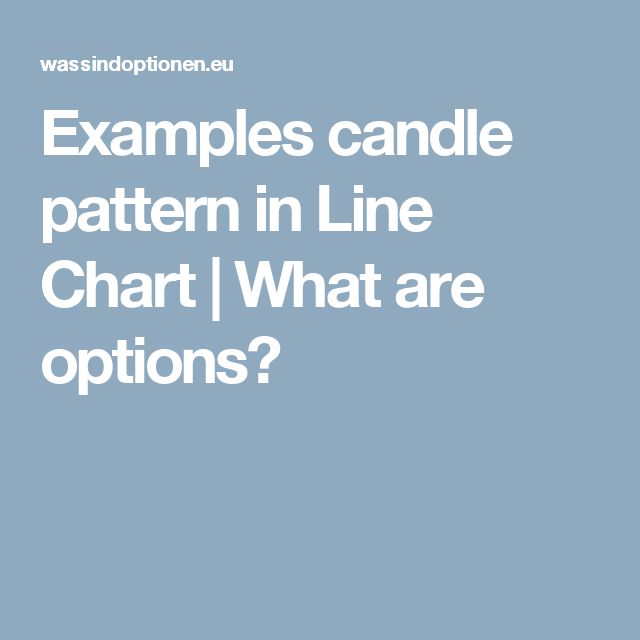 wassindoptionen.eu
Examples candle
pattern in Line
Chart | What are
options?